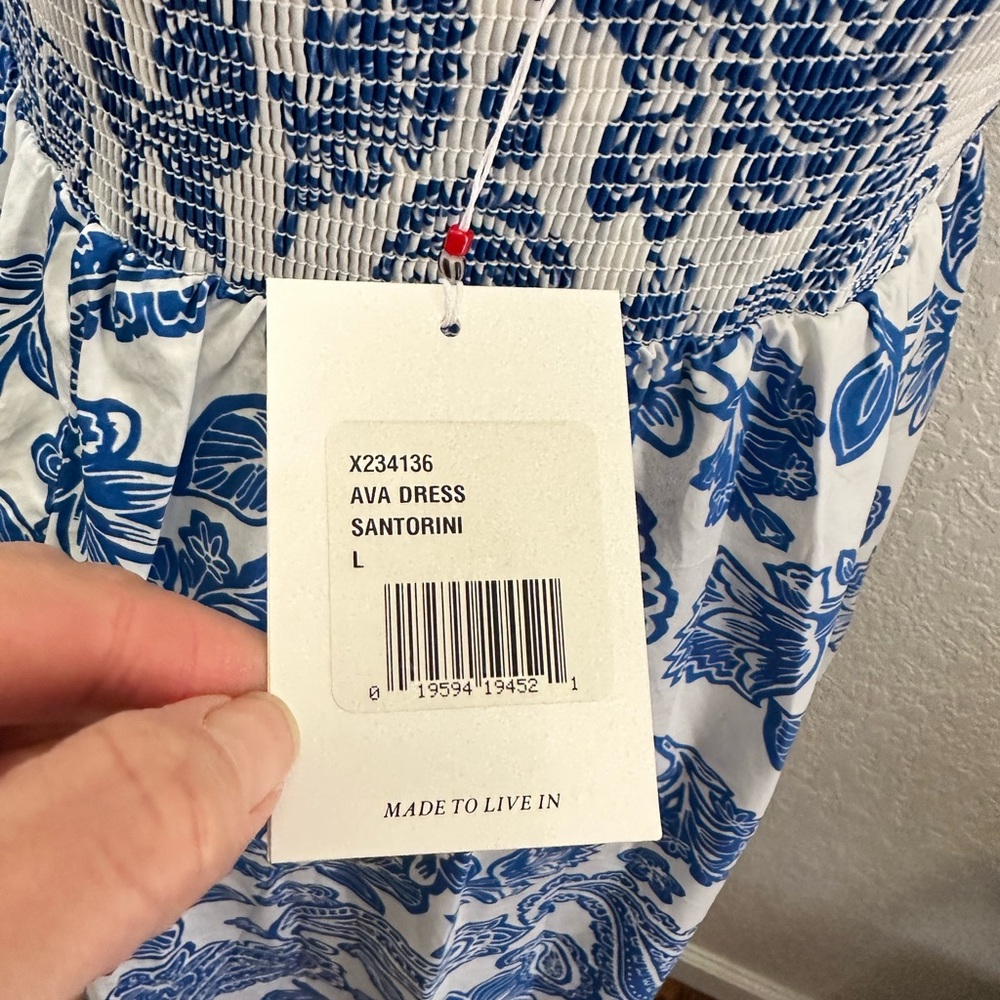 X234136
AVA DRESS
SANTORINI
L
0 19594 19452 1
MADE TO LIVE IN